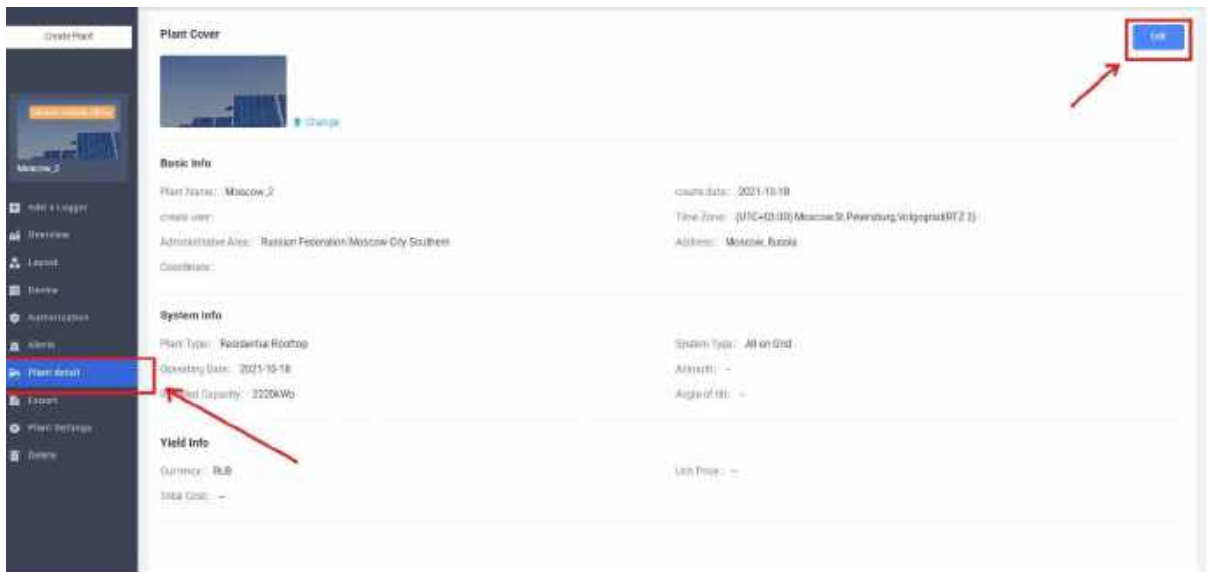 Create Plant
Moscow_2
Add a Logger
Overview
Layout
Device
Authorization
Alerts
Plant detail
Export
Plant Settings
Delete
Plant Cover
Edit
Change
Basic Info
Plant Name: Moscow_2
create date: 2021-10-18
create user:
Time Zone: (UTC+03:00) Moscow,St.Petersburg,Volgograd(RTZ 2)
Administrative Area: Russian Federation Moscow City Southern
Address: Moscow, Russia
Coordinate:
System Info
Plant Type: Residential Rooftop
System Type: All on Grid
Operating Date: 2021-10-18
Azimuth: --
Capacity: 2220kWp
Angle of tilt: --
Yield Info
Currency: RUB
Unit Price: --
Total Cost: --